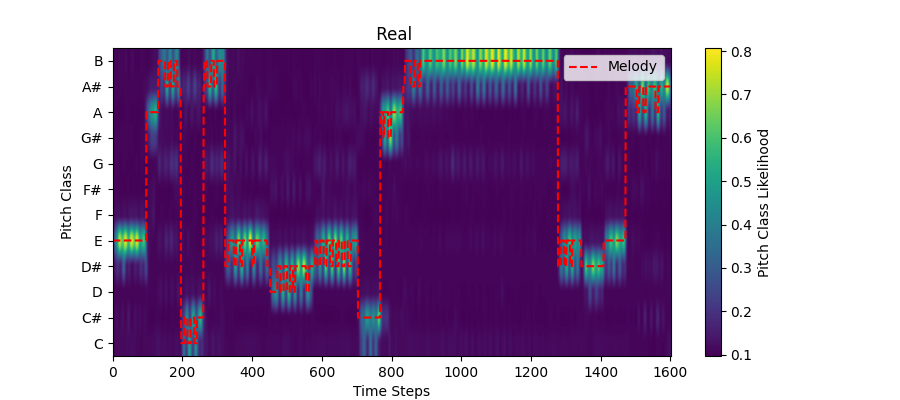 Real
Melody
B
A#
A
G#
G
F#
F
E
D#
D
C#
C
Pitch Class
0
200
400
600
800
1000
1200
1400
1600
Time Steps
0.8
0.7
0.6
0.5
0.4
0.3
0.2
0.1
Pitch Class Likelihood